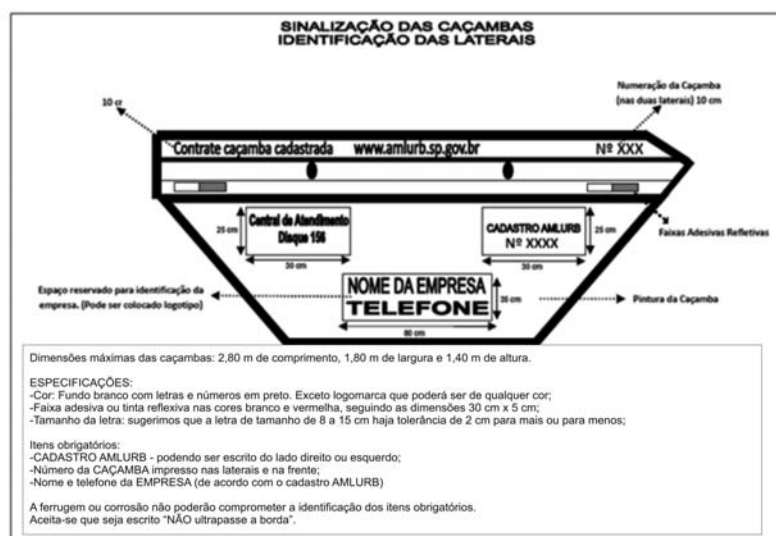 SINALIZAÇÃO DAS CAÇAMBAS
IDENTIFICAÇÃO DAS LATERAIS
10 cr
Numeração da Caçamba
(nas duas laterais) 10 cm
Contrate caçamba cadastrada www.amlurb.sp.gov.br Nº XXX
25 cm
Central de Atendimento
Disque 156
30 cm
CADASTRO AMLURB
Nº XXXX
25 cm
30 cm
Faixas Adesivas Refletivas
Espaço reservado para identificação da
empresa. (Pode ser colocado logotipo)
NOME DA EMPRESA
TELEFONE
35 cm
80 cm
Pintura da Caçamba
Dimensões máximas das caçambas: 2,80 m de comprimento, 1,80 m de largura e 1,40 m de altura.
ESPECIFICAÇÕES:
-Cor: Fundo branco com letras e números em preto. Exceto logomarca que poderá ser de qualquer cor;
-Faixa adesiva ou tinta reflexiva nas cores branco e vermelha, seguindo as dimensões 30 cm x 5 cm;
-Tamanho da letra: sugerimos que a letra de tamanho de 8 a 15 cm haja tolerância de 2 cm para mais ou para menos;
Itens obrigatórios:
-CADASTRO AMLURB - podendo ser escrito do lado direito ou esquerdo;
-Número da CAÇAMBA impresso nas laterais e na frente;
-Nome e telefone da EMPRESA (de acordo com o cadastro AMLURB)
A ferrugem ou corrosão não poderão comprometer a identificação dos itens obrigatórios.
Aceita-se que seja escrito “NÃO ultrapasse a borda”.